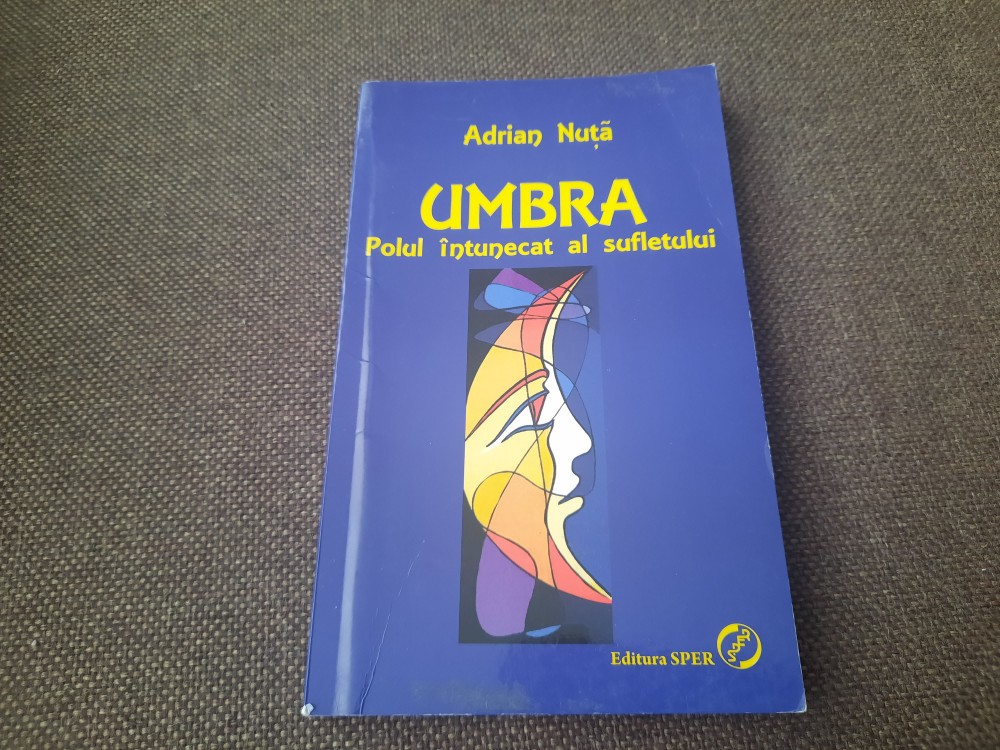 Adrian Nuță
UMBRA
Polul întunecat al sufletului
Editura SPER